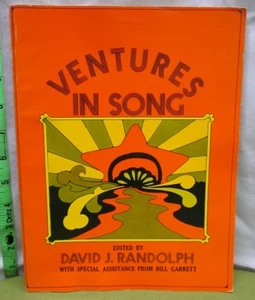 VENTURES
IN SONG
EDITED BY
DAVID J. RANDOLPH
WITH SPECIAL ASSISTANCE FROM BILL GARRETT